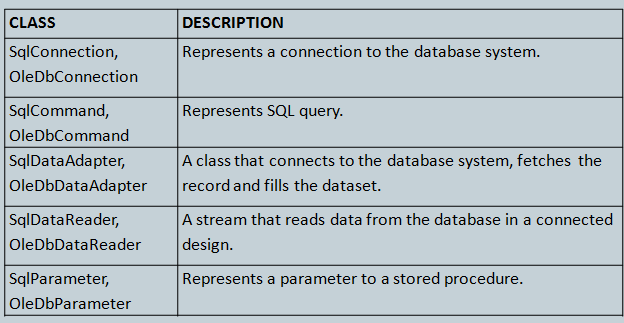 CLASS DESCRIPTION
SqlConnection, Represents a connection to the database system.
OleDbConnection
SqlCommand, Represents SQL query.
OleDbCommand
SqlDataAdapter, A class that connects to the database system, fetches the
OleDbDataAdapter record and fills the dataset.
SqlDataReader, A stream that reads data from the database in a connected
OleDbDataReader design.
SqlParameter, Represents a parameter to a stored procedure.
OleDbParameter